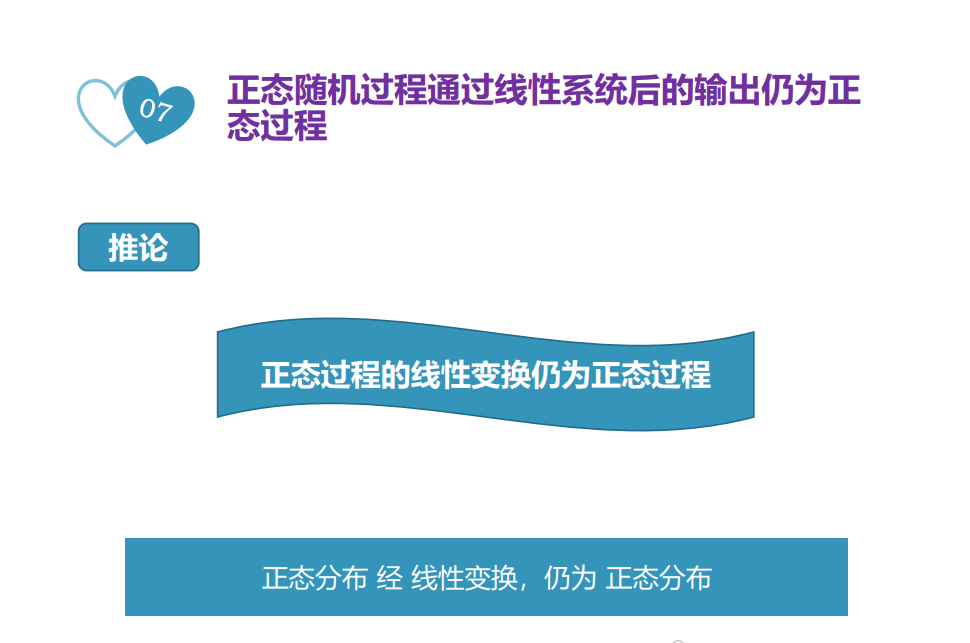 07
正态随机过程通过线性系统后的输出仍为正
态过程
推论
正态过程的线性变换仍为正态过程
正态分布 经 线性变换，仍为 正态分布